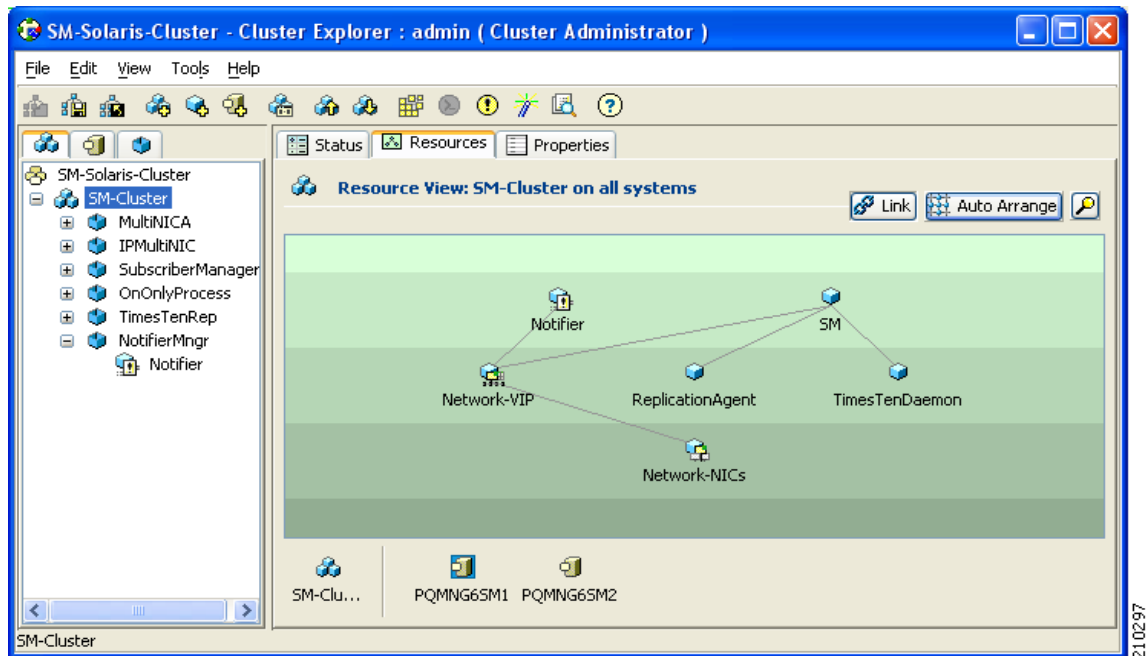 SM-Solaris-Cluster - Cluster Explorer : admin ( Cluster Administrator )
File Edit View Tools Help
Status Resources Properties
SM-Solaris-Cluster
SM-Cluster
MultiNICA
IPMultiNIC
SubscriberManager
OnOnlyProcess
TimesTenRep
NotifierMngr
Notifier
Resource View: SM-Cluster on all systems
Link Auto Arrange
Notifier SM
Network-VIP ReplicationAgent TimesTenDaemon
Network-NICs
SM-Clu... PQMNG6SM1 PQMNG6SM2
SM-Cluster
210297